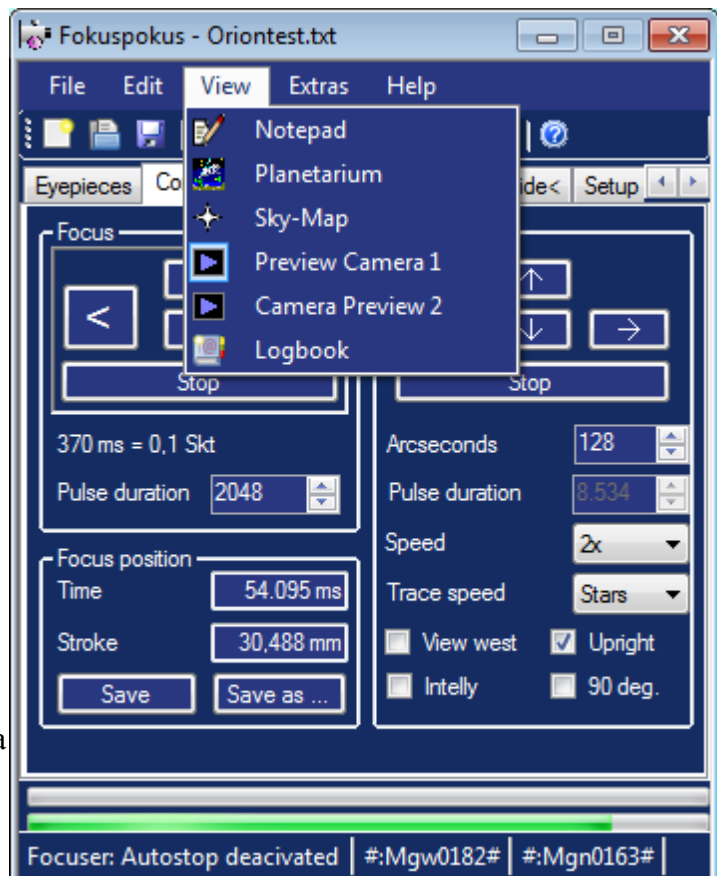 Fokuspokus - Oriontest.txt
File Edit View Extras Help
Notepad
Planetarium
Sky-Map
Preview Camera 1
Camera Preview 2
Logbook
Eyepieces Co ide< Setup
Focus
<
Stop Stop
370 ms = 0,1 Skt
Pulse duration 2048
Arcseconds 128
Pulse duration 8.534
Speed 2x
Trace speed Stars
View west Upright
Intelly 90 deg.
Focus position
Time 54.095 ms
Stroke 30,488 mm
Save Save as ...
a
Focuser: Autostop deacivated #:Mgw0182# #:Mgn0163#